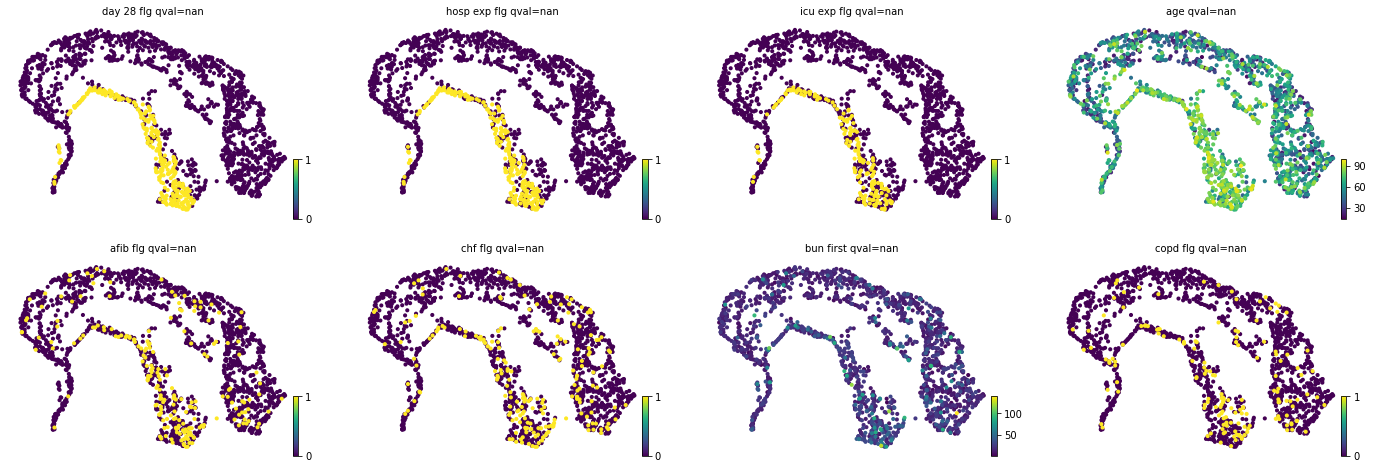 day 28 flg qval=nan
1
0
hosp exp flg qval=nan
1
0
icu exp flg qval=nan
1
0
age qval=nan
90
60
30
afib flg qval=nan
1
0
chf flg qval=nan
1
0
bun first qval=nan
100
50
copd flg qval=nan
1
0